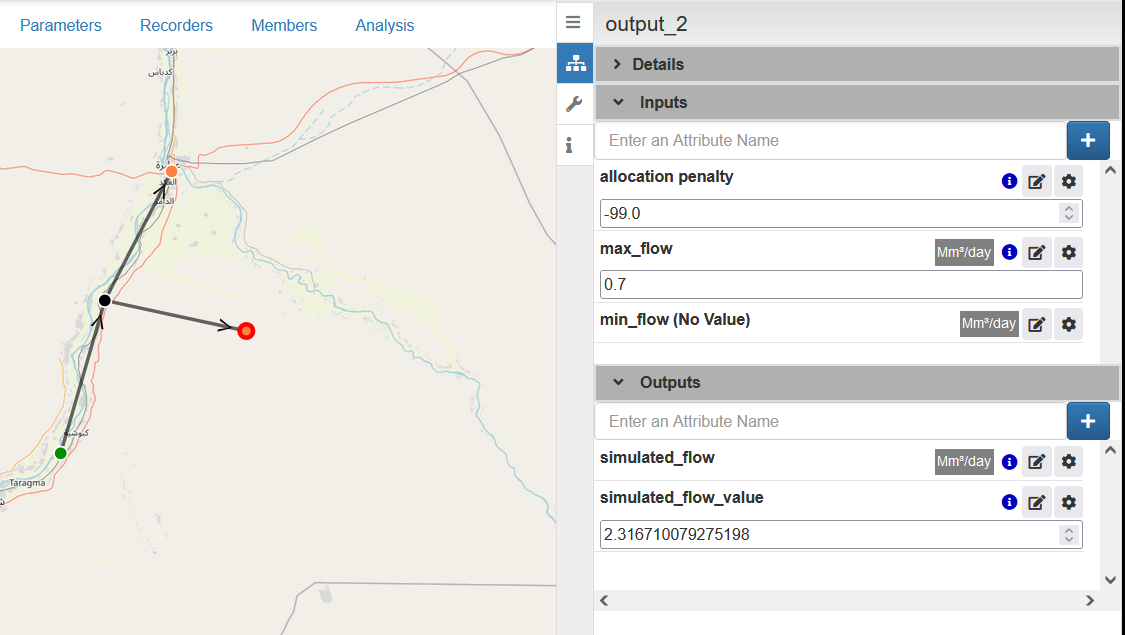 Parameters Recorders Members Analysis
output_2
Details
Inputs
Enter an Attribute Name
allocation penalty
-99.0
max_flow Mm³/day
0.7
min_flow (No Value) Mm³/day
Outputs
Enter an Attribute Name
simulated_flow Mm³/day
simulated_flow_value
2.316710079275198
بربر
كدباس
كبوشية
Taragma